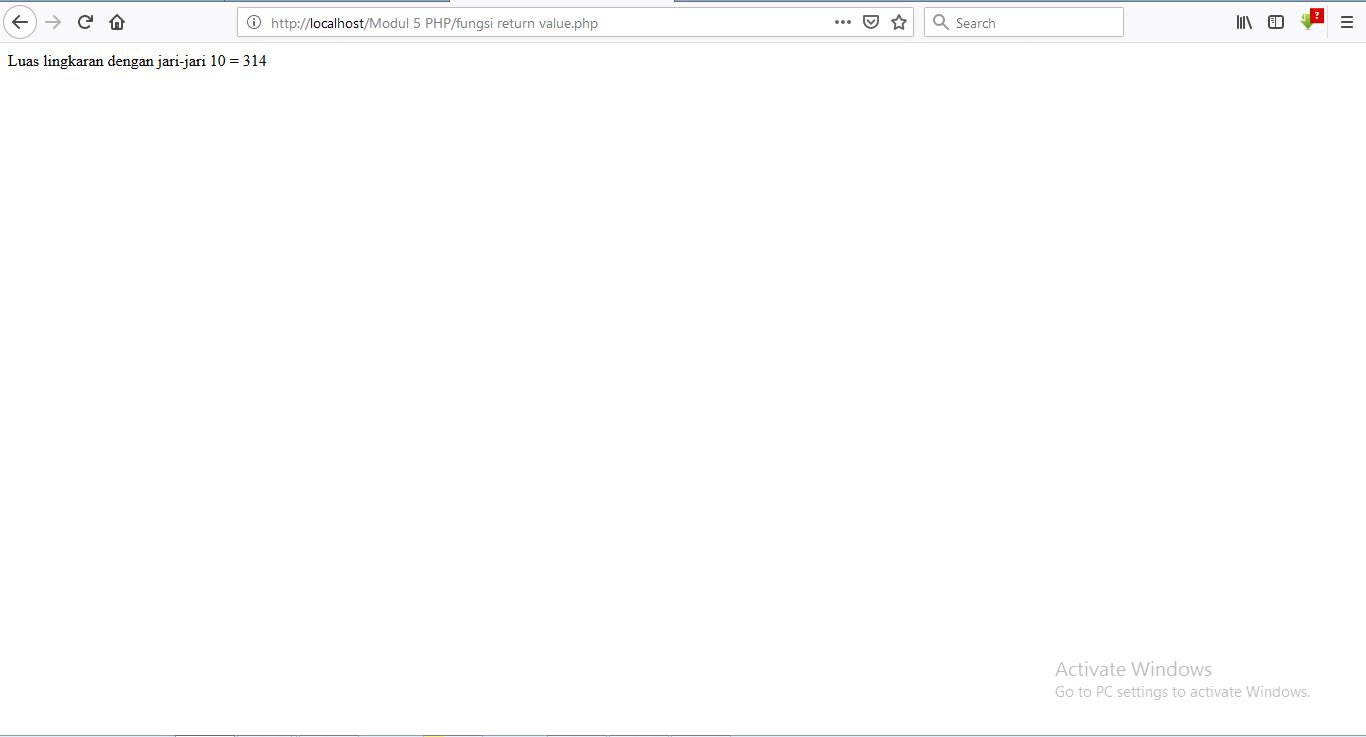 http://localhost/Modul 5 PHP/fungsi return value.php
Search
?
Luas lingkaran dengan jari-jari 10 = 314
Activate Windows
Go to PC settings to activate Windows.